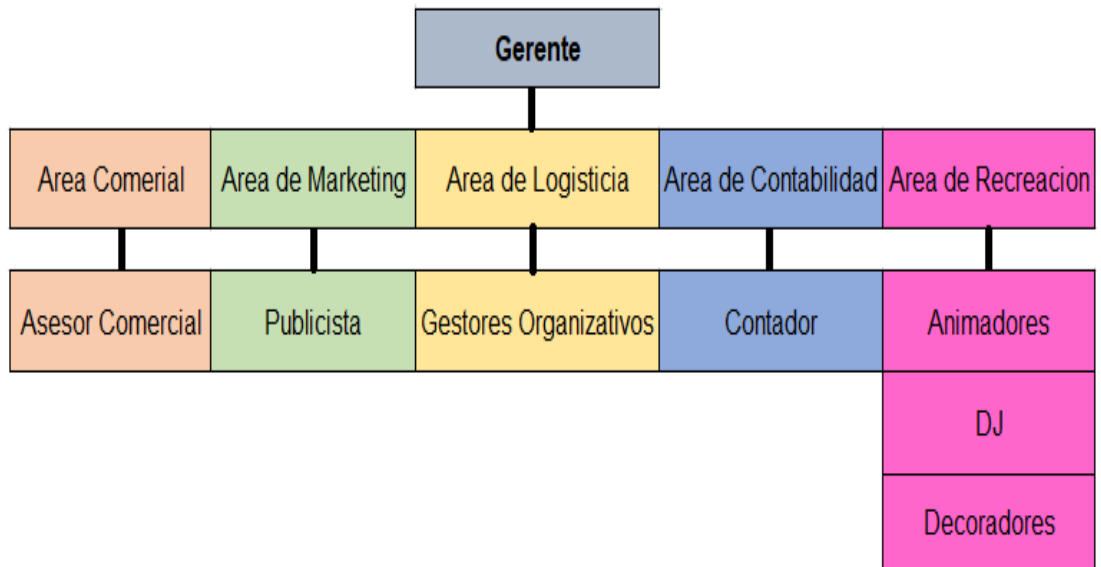 Gerente
Area Comerial
Area de Marketing
Area de Logisticia
Area de Contabilidad
Area de Recreacion
Asesor Comercial
Publicista
Gestores Organizativos
Contador
Animadores
DJ
Decoradores